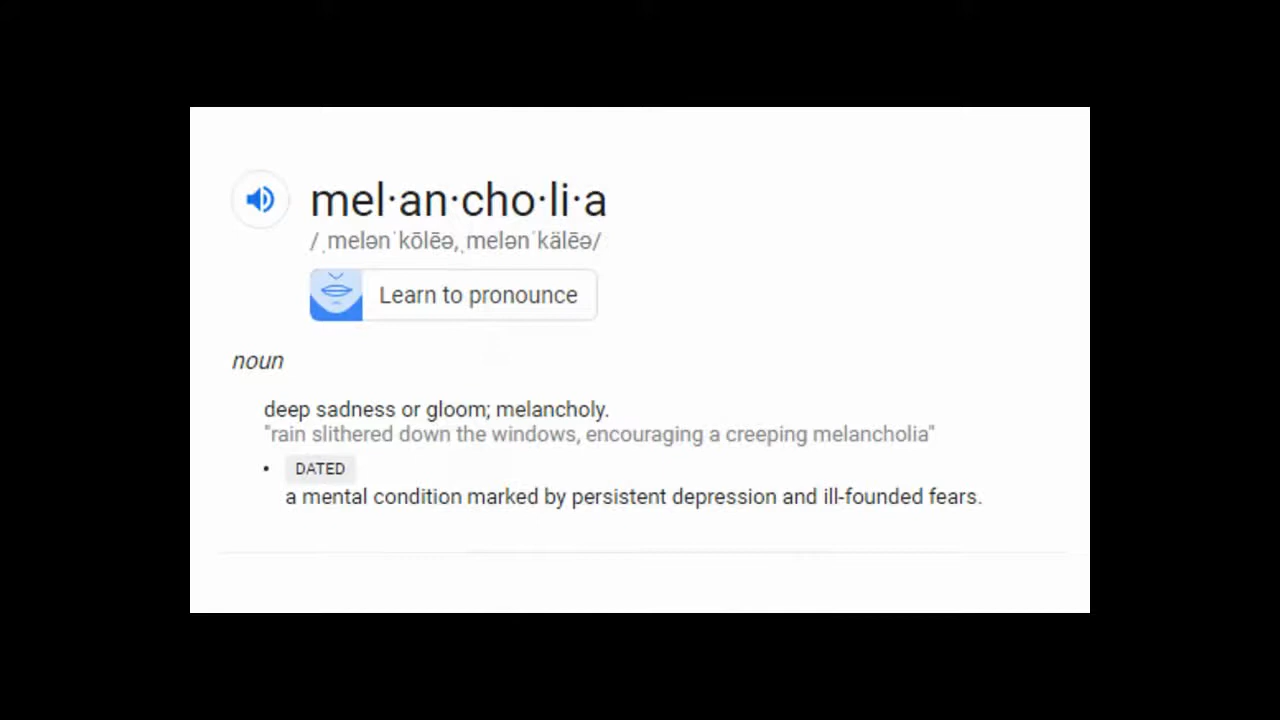 mel·an·cho·li·a
/ˌmelənˈkōlēə,ˌmelənˈkälēə/
Learn to pronounce
noun
deep sadness or gloom; melancholy.
"rain slithered down the windows, encouraging a creeping melancholia"
• DATED
a mental condition marked by persistent depression and ill-founded fears.